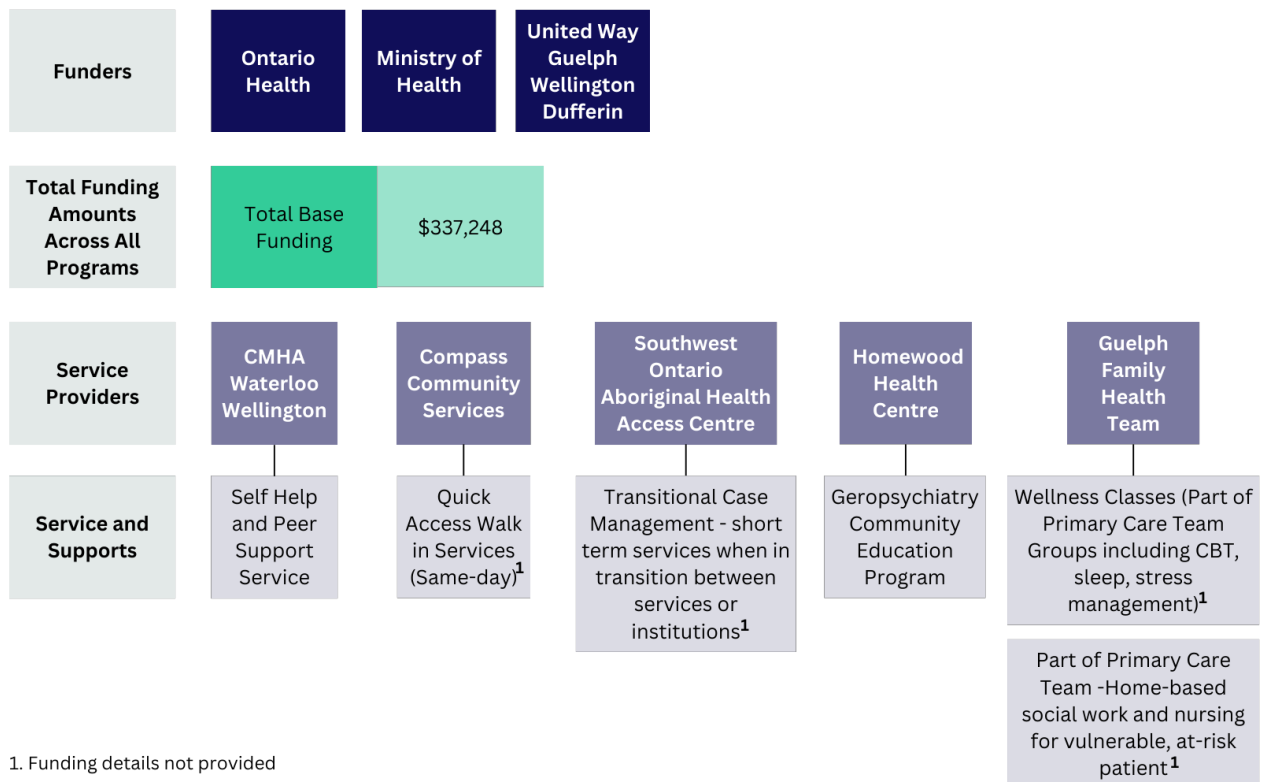 Funders
Ontario
Health
Ministry of
Health
United Way
Guelph
Wellington
Dufferin
Total Funding
Amounts
Across All
Programs
Total Base
Funding
$337,248
Service
Providers
CMHA
Waterloo
Wellington
Compass
Community
Services
Southwest
Ontario
Aboriginal Health
Access Centre
Homewood
Health
Centre
Guelph
Family
Health
Team
Service and
Supports
Self Help
and Peer
Support
Service
Quick
Access Walk
in Services
(Same-day)1
Transitional Case
Management - short
term services when in
transition between
services or
institutions1
Geropsychiatry
Community
Education
Program
Wellness Classes (Part of
Primary Care Team
Groups including CBT,
sleep, stress
management)1
Part of Primary Care
Team -Home-based
social work and nursing
for vulnerable, at-risk
patient1
1. Funding details not provided